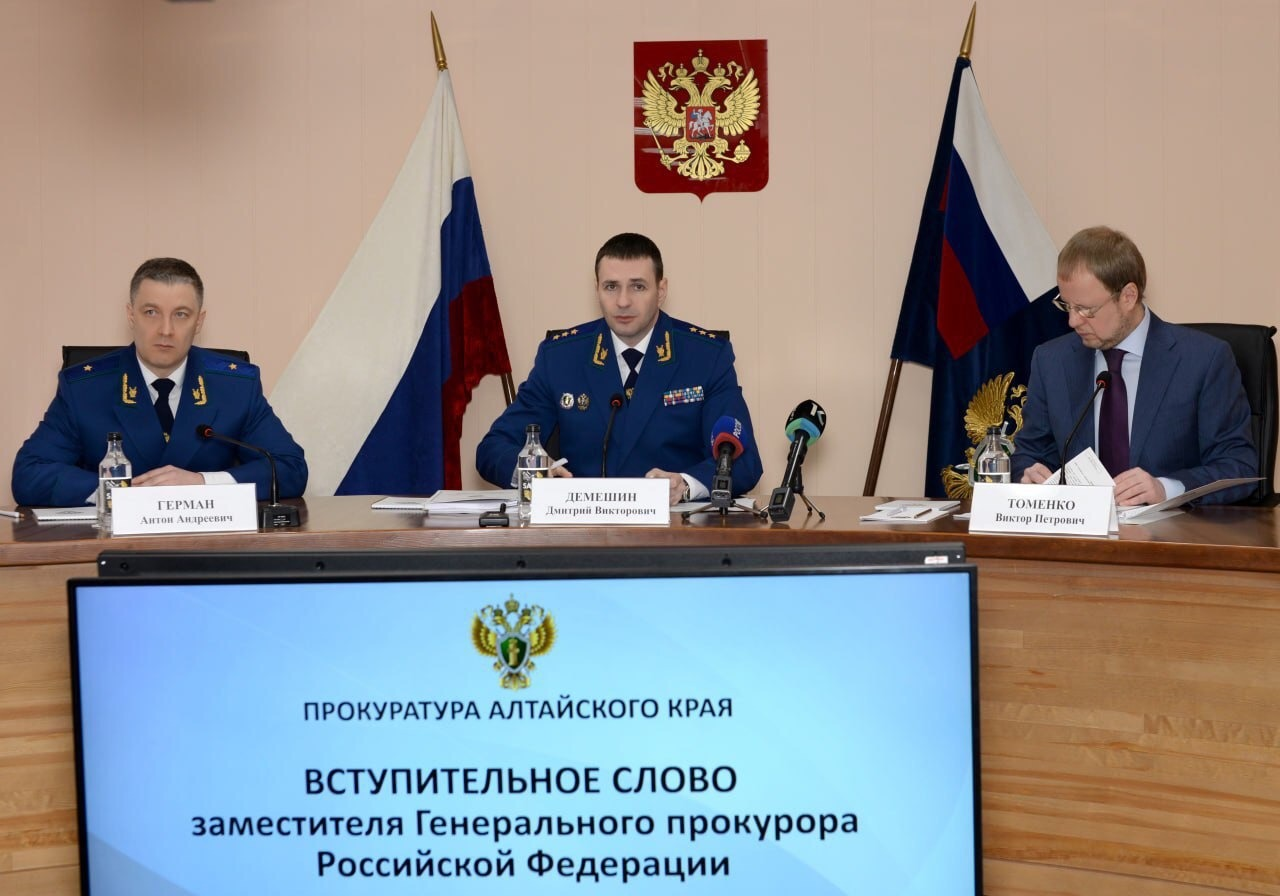 ГЕРМАН
Антон Андреевич
ДЕМЕШИН
Дмитрий Викторович
ТОМЕНКО
Виктор Петрович
ПРОКУРАТУРА АЛТАЙСКОГО КРАЯ
ВСТУПИТЕЛЬНОЕ СЛОВО
заместителя Генерального прокурора
Российской Федерации